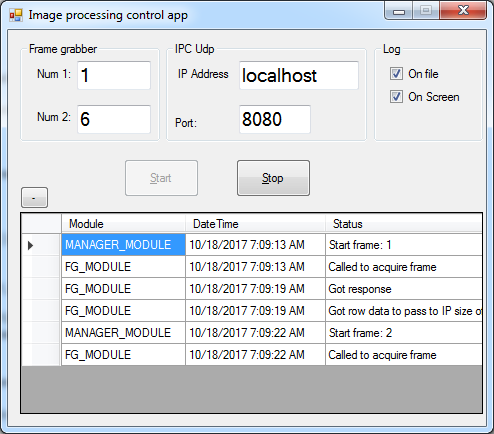 Image processing control app
Frame grabber
Num 1: 1
Num 2: 6
IPC Udp
IP Address localhost
Port: 8080
Log
On file
On Screen
Start Stop
-
Module DateTime Status
MANAGER_MODULE 10/18/2017 7:09:13 AM Start frame: 1
FG_MODULE 10/18/2017 7:09:13 AM Called to acquire frame
FG_MODULE 10/18/2017 7:09:19 AM Got response
FG_MODULE 10/18/2017 7:09:19 AM Got row data to pass to IP size of
MANAGER_MODULE 10/18/2017 7:09:22 AM Start frame: 2
FG_MODULE 10/18/2017 7:09:22 AM Called to acquire frame